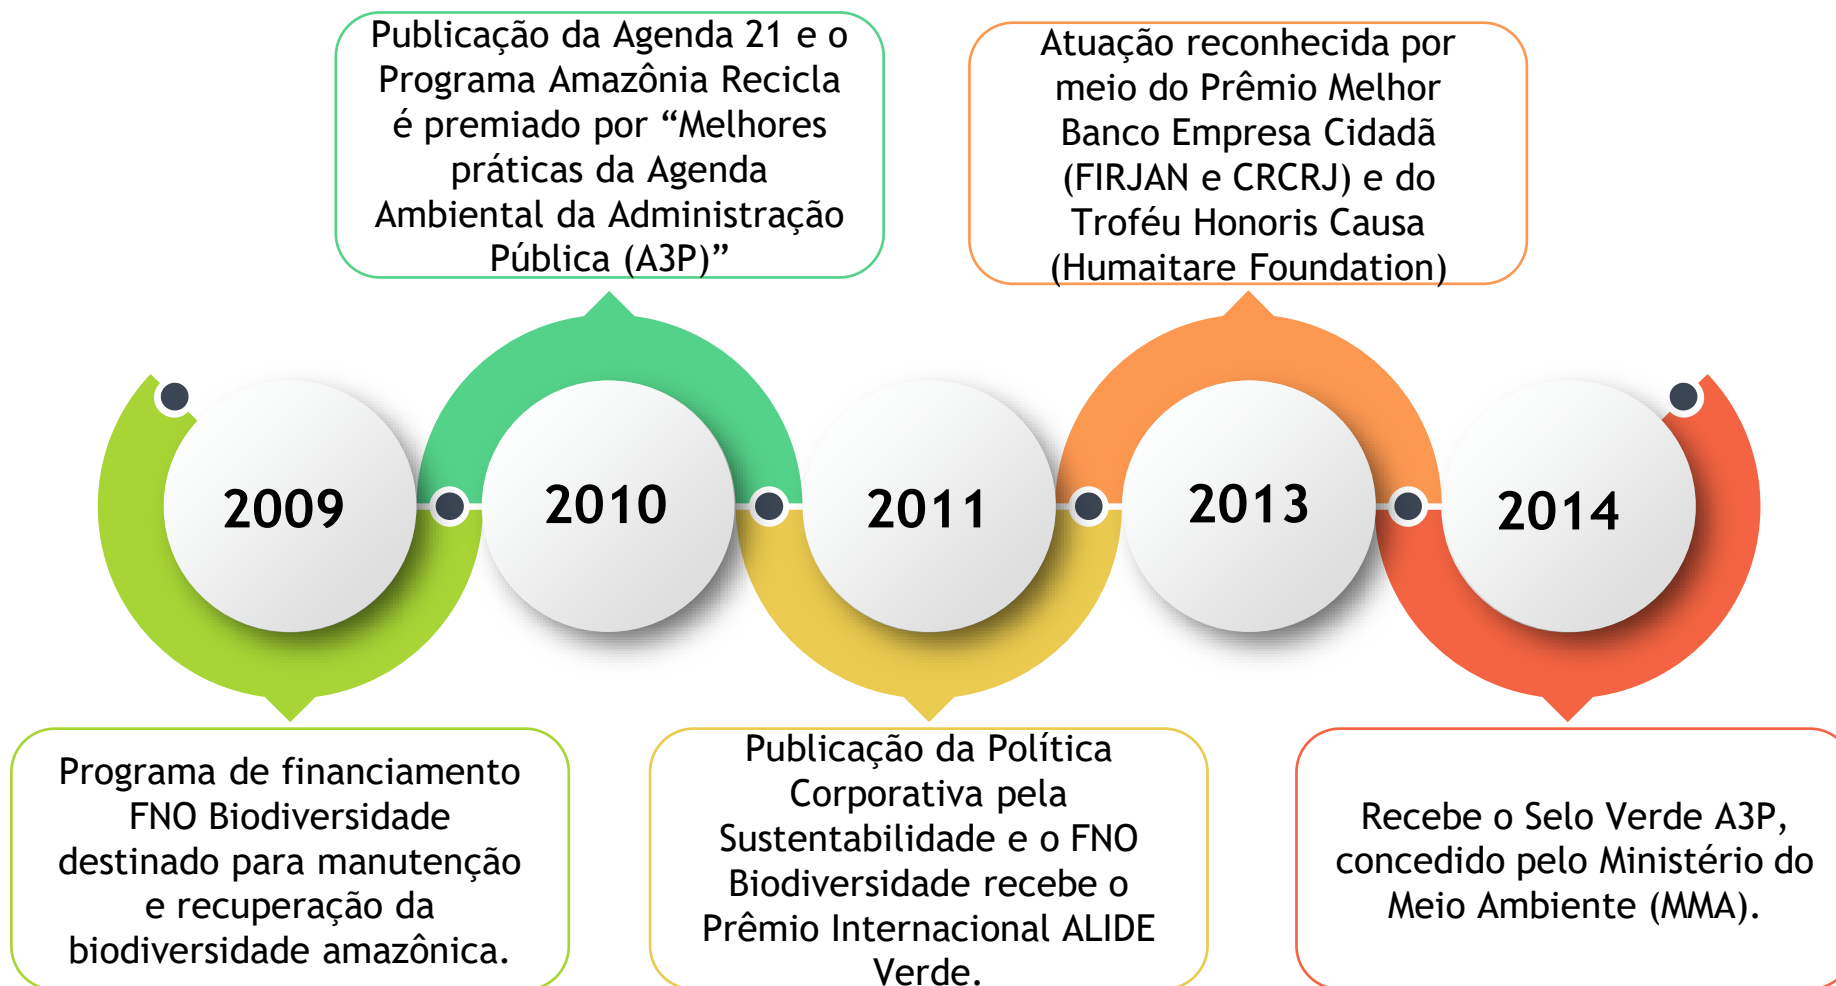 Publicação da Agenda 21 e o
Programa Amazônia Recicla
é premiado por “Melhores
práticas da Agenda
Ambiental da Administração
Pública (A3P)”
Atuação reconhecida por
meio do Prêmio Melhor
Banco Empresa Cidadã
(FIRJAN e CRCRJ) e do
Troféu Honoris Causa
(Humaitare Foundation)
2009
2010
2011
2013
2014
Programa de financiamento
FNO Biodiversidade
destinado para manutenção
e recuperação da
biodiversidade amazônica.
Publicação da Política
Corporativa pela
Sustentabilidade e o FNO
Biodiversidade recebe o
Prêmio Internacional ALIDE
Verde.
Recebe o Selo Verde A3P,
concedido pelo Ministério do
Meio Ambiente (MMA).